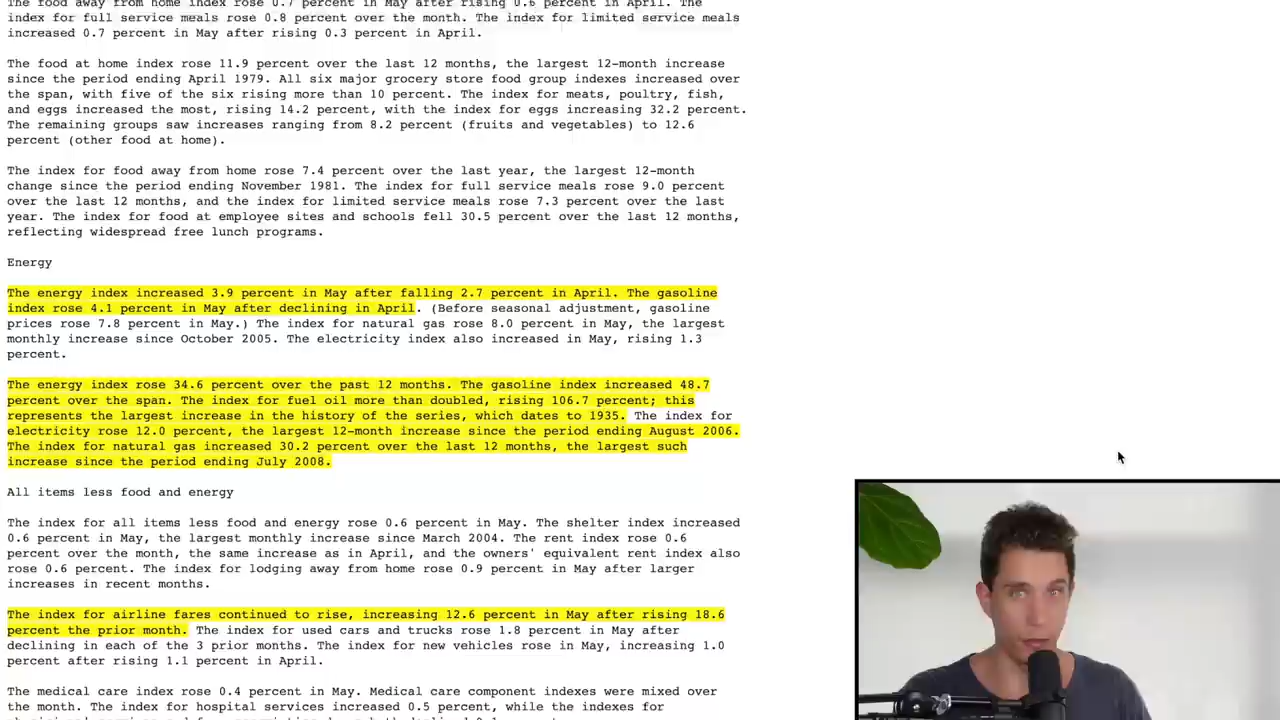 The food away from home index rose 0.7 percent in May after rising 0.6 percent in April. The
index for full service meals rose 0.8 percent over the month. The index for limited service meals
increased 0.7 percent in May after rising 0.3 percent in April.
The food at home index rose 11.9 percent over the last 12 months, the largest 12-month increase
since the period ending April 1979. All six major grocery store food group indexes increased over
the span, with five of the six rising more than 10 percent. The index for meats, poultry, fish,
and eggs increased the most, rising 14.2 percent, with the index for eggs increasing 32.2 percent.
The remaining groups saw increases ranging from 8.2 percent (fruits and vegetables) to 12.6
percent (other food at home).
The index for food away from home rose 7.4 percent over the last year, the largest 12-month
change since the period ending November 1981. The index for full service meals rose 9.0 percent
over the last 12 months, and the index for limited service meals rose 7.3 percent over the last
year. The index for food at employee sites and schools fell 30.5 percent over the last 12 months,
reflecting widespread free lunch programs.
Energy
The energy index increased 3.9 percent in May after falling 2.7 percent in April. The gasoline
index rose 4.1 percent in May after declining in April. (Before seasonal adjustment, gasoline
prices rose 7.8 percent in May.) The index for natural gas rose 8.0 percent in May, the largest
monthly increase since October 2005. The electricity index also increased in May, rising 1.3
percent.
The energy index rose 34.6 percent over the past 12 months. The gasoline index increased 48.7
percent over the span. The index for fuel oil more than doubled, rising 106.7 percent; this
represents the largest increase in the history of the series, which dates to 1935. The index for
electricity rose 12.0 percent, the largest 12-month increase since the period ending August 2006.
The index for natural gas increased 30.2 percent over the last 12 months, the largest such
increase since the period ending July 2008.
All items less food and energy
The index for all items less food and energy rose 0.6 percent in May. The shelter index increased
0.6 percent in May, the largest monthly increase since March 2004. The rent index rose 0.6
percent over the month, the same increase as in April, and the owners' equivalent rent index also
rose 0.6 percent. The index for lodging away from home rose 0.9 percent in May after larger
increases in recent months.
The index for airline fares continued to rise, increasing 12.6 percent in May after rising 18.6
percent the prior month. The index for used cars and trucks rose 1.8 percent in May after
declining in each of the 3 prior months. The index for new vehicles rose in May, increasing 1.0
percent after rising 1.1 percent in April.
The medical care index rose 0.4 percent in May. Medical care component indexes were mixed over
the month. The index for hospital services increased 0.5 percent, while the indexes for